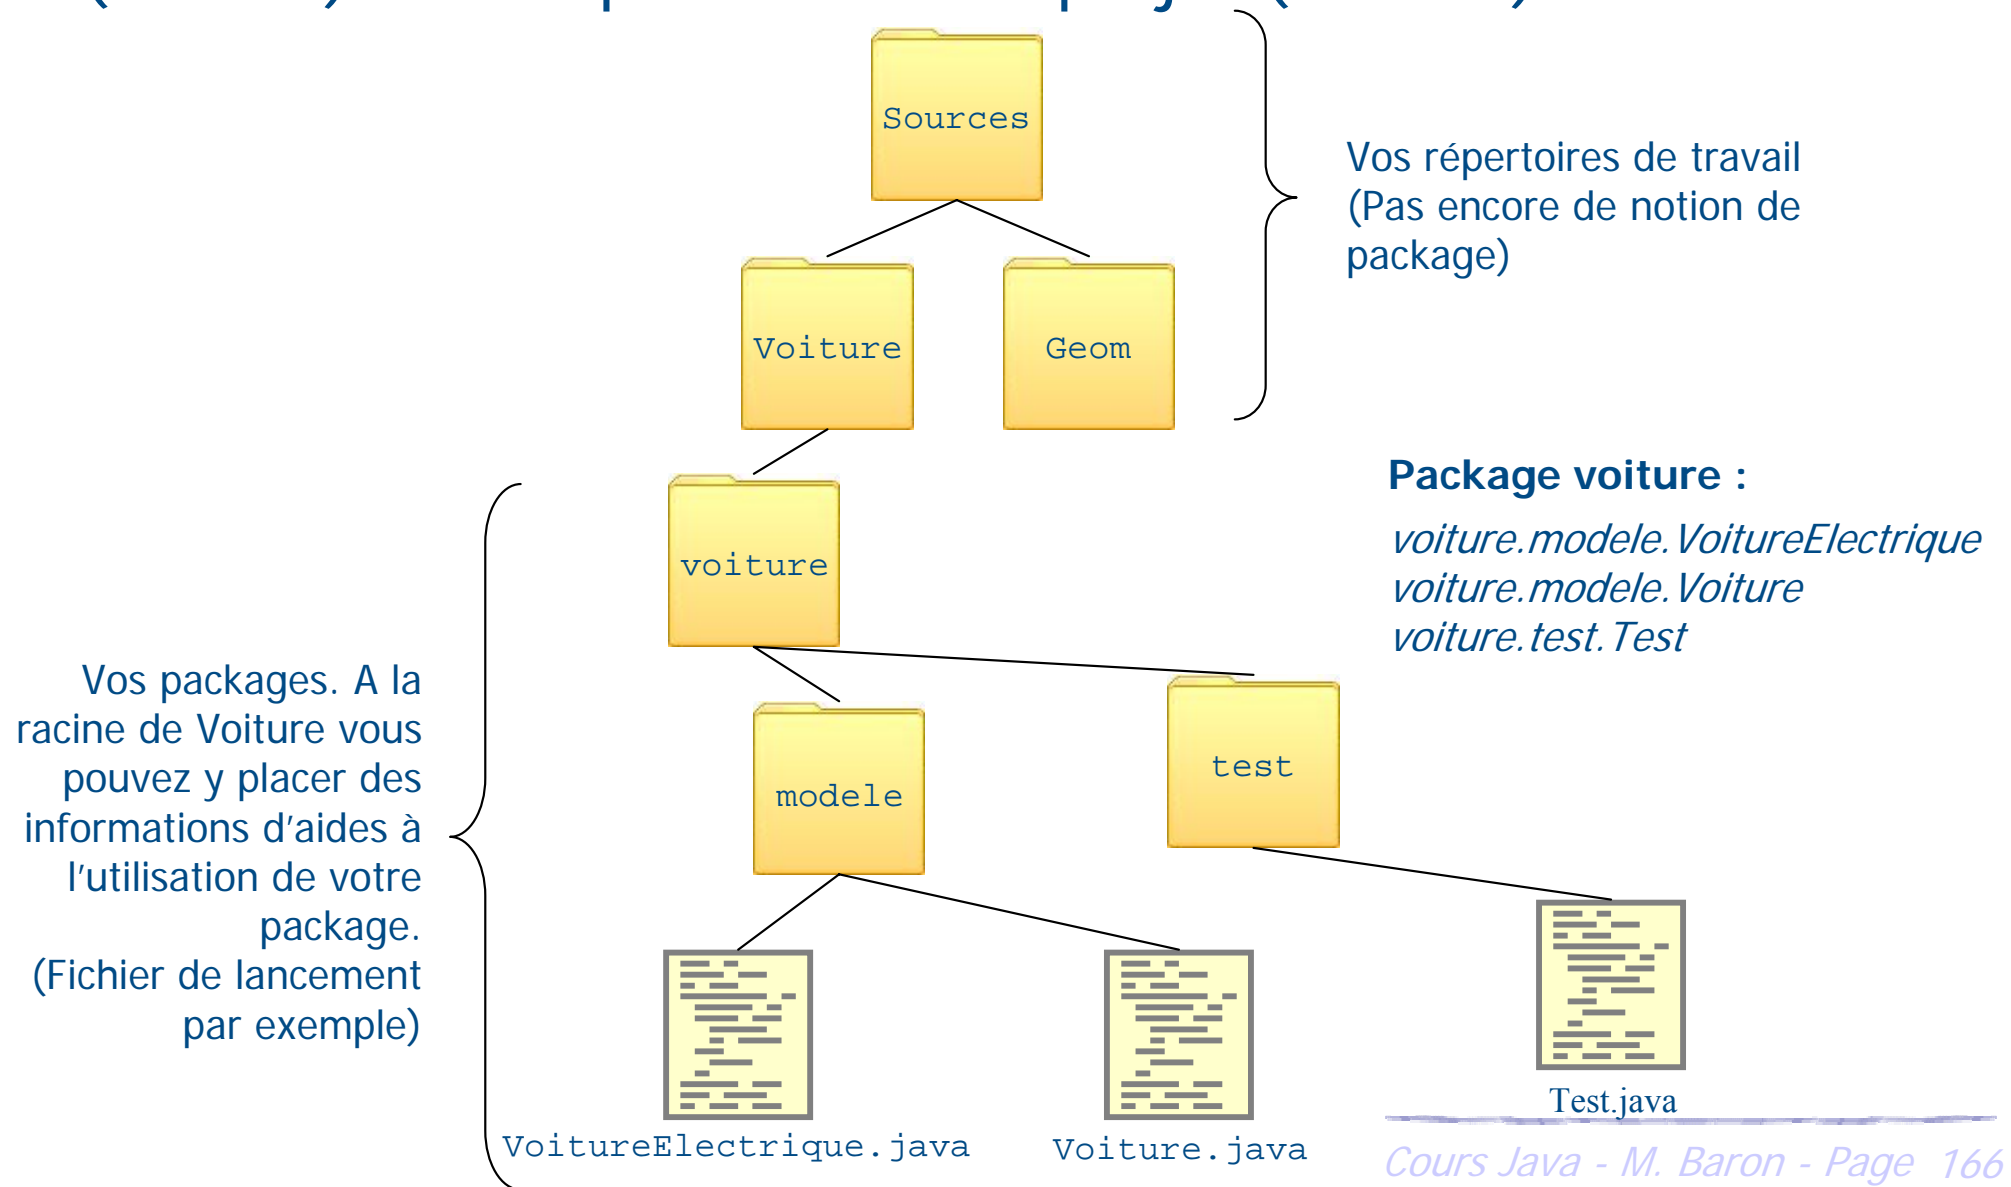 Sources
Vos répertoires de travail
(Pas encore de notion de
package)
Voiture
Geom
Package voiture :
voiture.modele.VoitureElectrique
voiture.modele.Voiture
voiture.test.Test
voiture
Vos packages. A la
racine de Voiture vous
pouvez y placer des
informations d'aides à
l'utilisation de votre
package.
(Fichier de lancement
par exemple)
modele
test
VoitureElectrique.java
Voiture.java
Test.java
Cours Java - M. Baron - Page 166